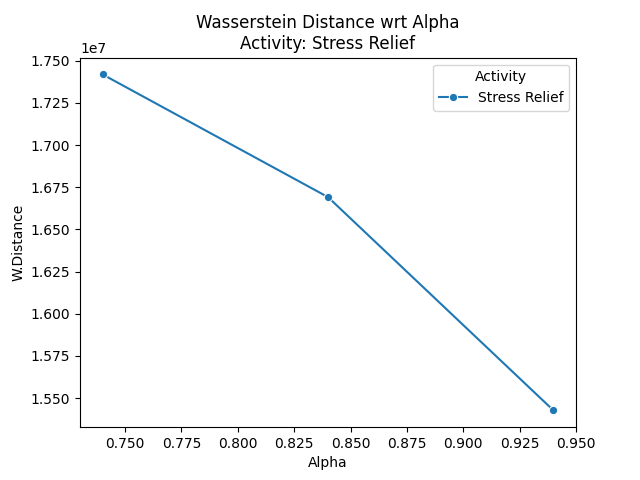 Wasserstein Distance wrt Alpha
Activity: Stress Relief
1e7
1.750
1.725
1.700
1.675
1.650
1.625
1.600
1.575
1.550
W.Distance
Activity
Stress Relief
0.750 0.775 0.800 0.825 0.850 0.875 0.900 0.925 0.950
Alpha